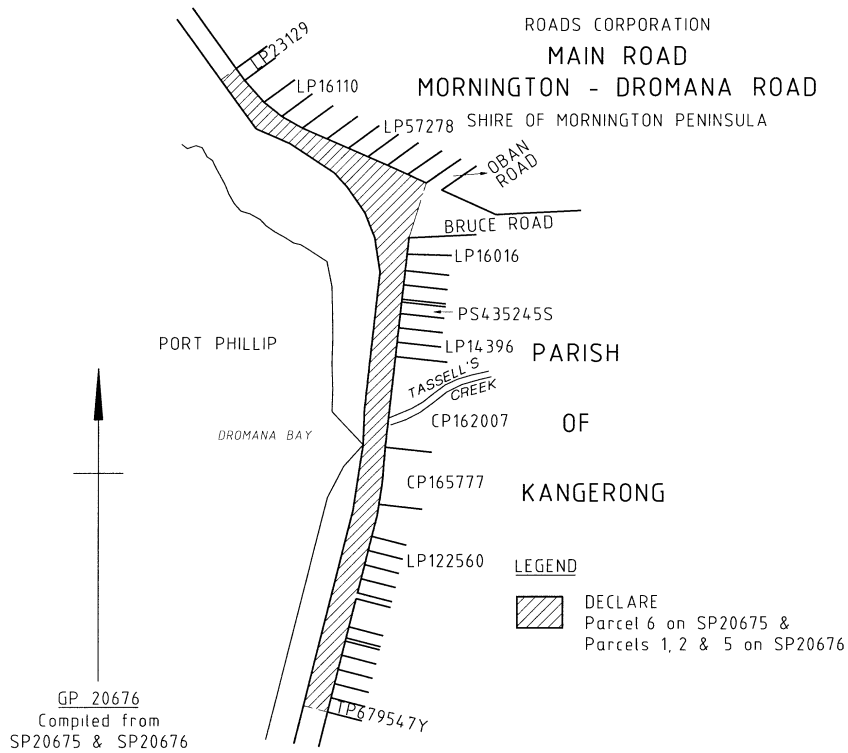 ROADS CORPORATION
MAIN ROAD
MORNINGTON - DROMANA ROAD
SHIRE OF MORNINGTON PENINSULA
LP23129
LP16110
LP57278
OBAN
ROAD
BRUCE ROAD
LP16016
PS435245S
PORT PHILLIP
LP14396
PARISH
TASSELL'S
CREEK
CP162007
OF
DROMANA BAY
CP165777
KANGERONG
LP122560
LEGEND
DECLARE
Parcel 6 on SP20675 &
Parcels 1, 2 & 5 on SP20676
GP 20676
Compiled from
SP20675 & SP20676
TP679547Y